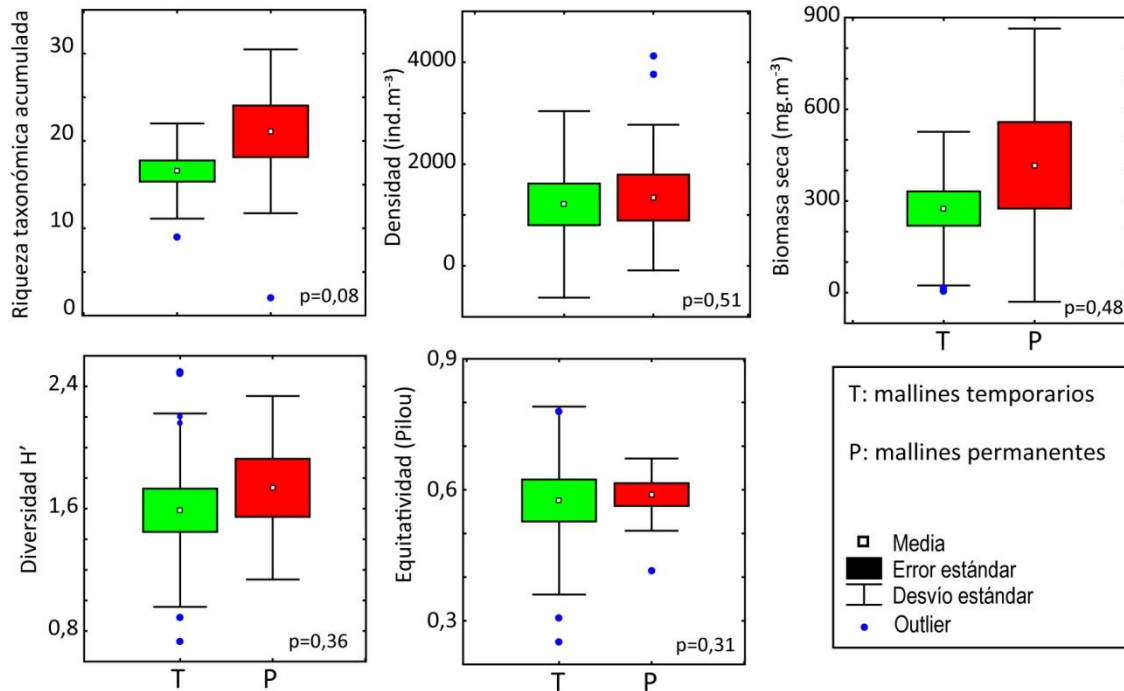 Riqueza taxonómica acumulada
30
20
10
0
p=0,08
Densidad (ind.m⁻³)
4000
2000
0
p=0,51
Biomasa seca (mg.m⁻³)
900
600
300
0
p=0,48
T P
Diversidad H’
2,4
1,6
0,8
p=0,36
T P
Equitatividad (Pilou)
0,9
0,6
0,3
p=0,31
T P
T: mallines temporarios
P: mallines permanentes
Media
Error estándar
Desvío estándar
Outlier